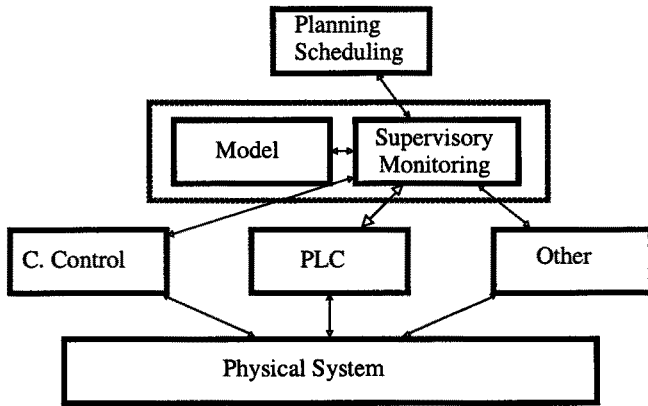 Planning
Scheduling
Model
Supervisory
Monitoring
C. Control
PLC
Other
Physical System